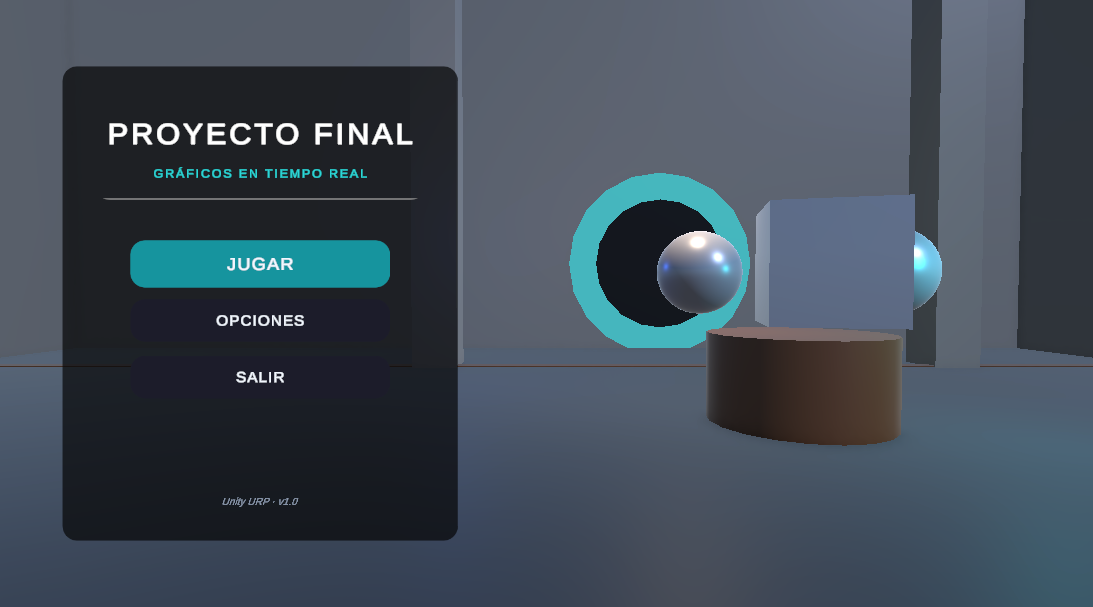 PROYECTO FINAL
GRÁFICOS EN TIEMPO REAL
JUGAR
OPCIONES
SALIR
Unity URP · v1.0